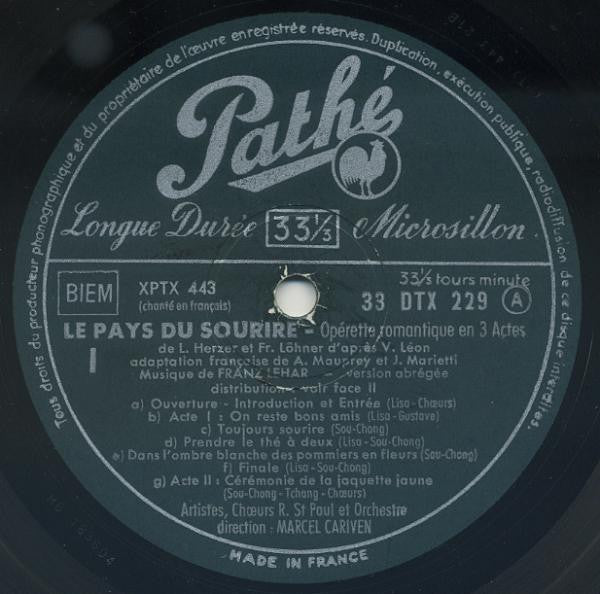 Tous droits du producteur phonographique et du propriétaire de l'œuvre enregistrée réservés. Duplication, exécution publique, radiodiffusion de ce disque interdites.
Pathé
Longue Durée 33 1/3 Microsillon
BIEM
XPTX 443
(chanté en français)
33 1/3 tours minute
33 DTX 229 A
LE PAYS DU SOURIRE - Opérette romantique en 3 Actes
I
de L. Herzer et Fr. Löhner d'après V. Léon
adaptation française de A. Mauprey et J. Marietti
Musique de FRANZ LEHAR - version abrégée
distribution voir face II
a) Ouverture - Introduction et Entrée (Lisa-Chœurs)
b) Acte I : On reste bons amis (Lisa-Gustave)
c) Toujours sourire (Sou-Chong)
d) Prendre le thé à deux (Lisa-Sou-Chong)
e) Dans l'ombre blanche des pommiers en fleurs (Sou-Chong)
f) Finale (Lisa-Sou-Chong)
g) Acte II : Cérémonie de la jaquette jaune
(Sou-Chong-Tchang-Chœurs)
Artistes, Chœurs R. St Paul et Orchestre
direction : MARCEL CARIVEN
MADE IN FRANCE